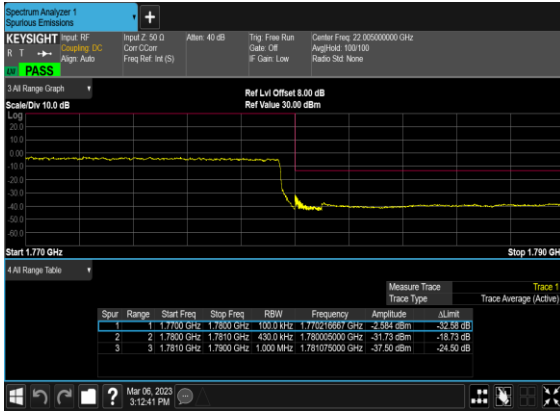 Spectrum Analyzer 1
Spurious Emissions
KEYSIGHT
R T
LXI
PASS
Input: RF
Coupling: DC
Align: Auto
Input Z: 50 Ω
Corr CCorr
Freq Ref: Int (S)
Atten: 40 dB
Trig: Free Run
Gate: Off
IF Gain: Low
Center Freq: 22.005000000 GHz
Avg|Hold: 100/100
Radio Std: None
3 All Range Graph
Scale/Div 10.0 dB
Ref Lvl Offset 8.00 dB
Ref Value 30.00 dBm
Log
20.0
10.0
0.00
-10.0
-20.0
-30.0
-40.0
-50.0
-60.0
Start 1.770 GHz
Stop 1.790 GH
4 All Range Table
Measure Trace Trace 1
Trace Type Trace Average (Active)
Spur Range Start Freq Stop Freq RBW Frequency Amplitude ΔLimit
1 1 1.7700 GHz 1.7800 GHz 100.0 kHz 1.770216667 GHz -2.584 dBm -32.58 dB
2 2 1.7800 GHz 1.7810 GHz 430.0 kHz 1.780005000 GHz -31.73 dBm -18.73 dB
3 3 1.7810 GHz 1.7900 GHz 1.000 MHz 1.781075000 GHz -37.50 dBm -24.50 dB
?
Mar 06, 2023
3:12:41 PM